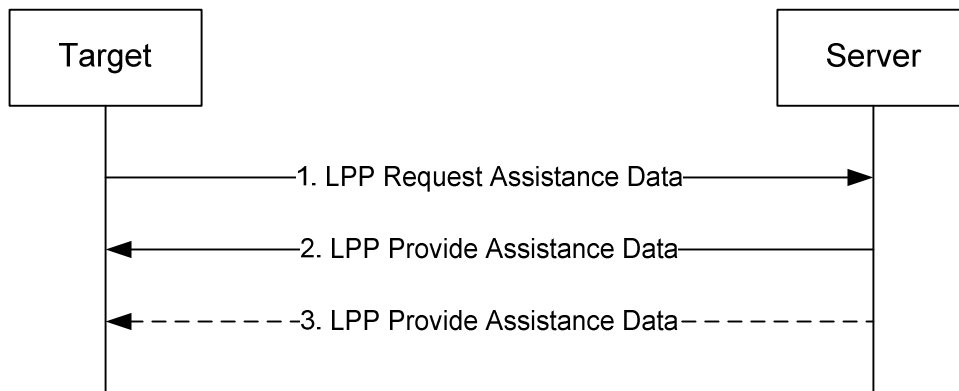 Target
Server
1. LPP Request Assistance Data
2. LPP Provide Assistance Data
3. LPP Provide Assistance Data